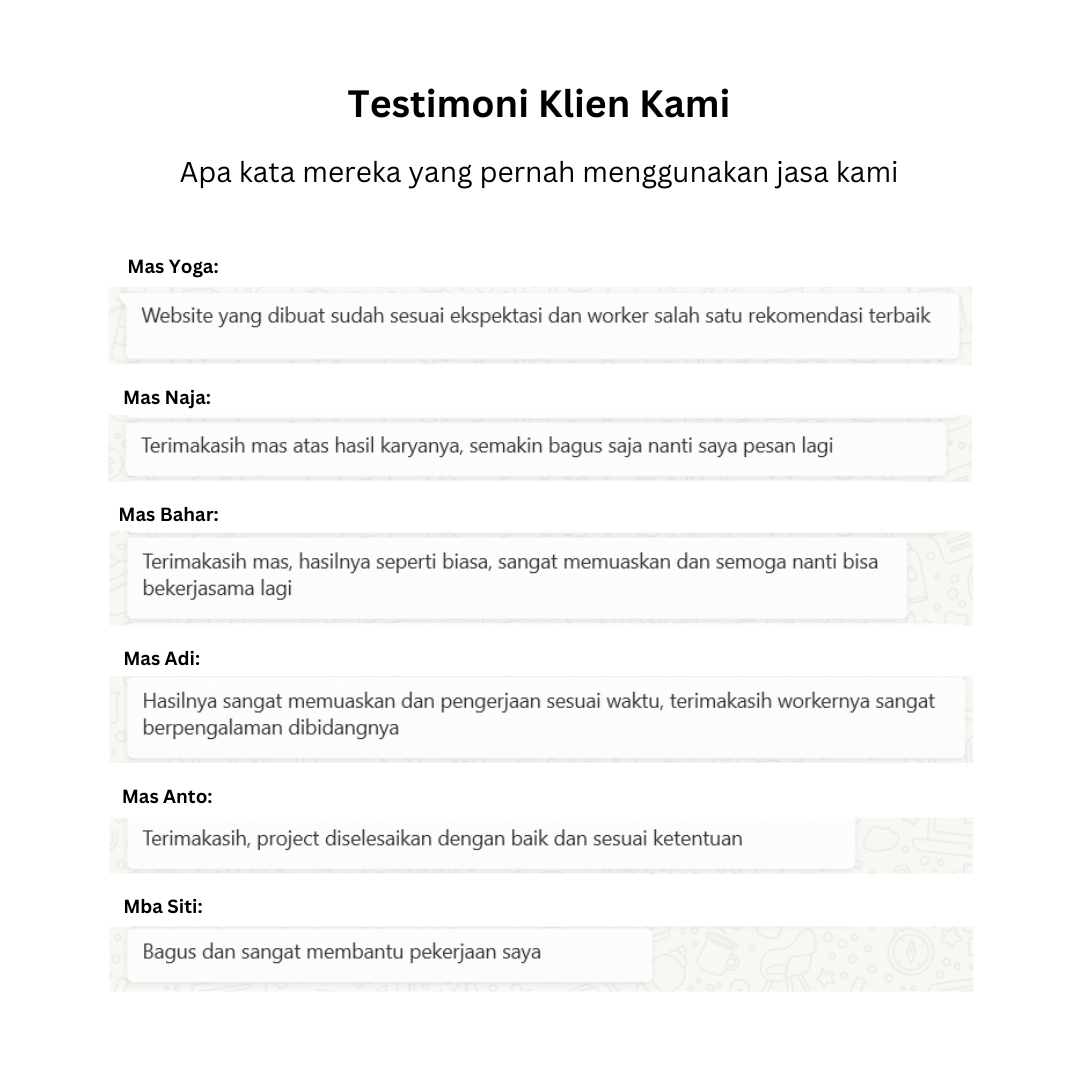 Testimoni Klien Kami
Apa kata mereka yang pernah menggunakan jasa kami
Mas Yoga:
Website yang dibuat sudah sesuai ekspektasi dan worker salah satu rekomendasi terbaik
Mas Naja:
Terimakasih mas atas hasil karyanya, semakin bagus saja nanti saya pesan lagi
Mas Bahar:
Terimakasih mas, hasilnya seperti biasa, sangat memuaskan dan semoga nanti bisa
bekerjasama lagi
Mas Adi:
Hasilnya sangat memuaskan dan pengerjaan sesuai waktu, terimakasih workernya sangat
berpengalaman dibidangnya
Mas Anto:
Terimakasih, project diselesaikan dengan baik dan sesuai ketentuan
Mba Siti:
Bagus dan sangat membantu pekerjaan saya